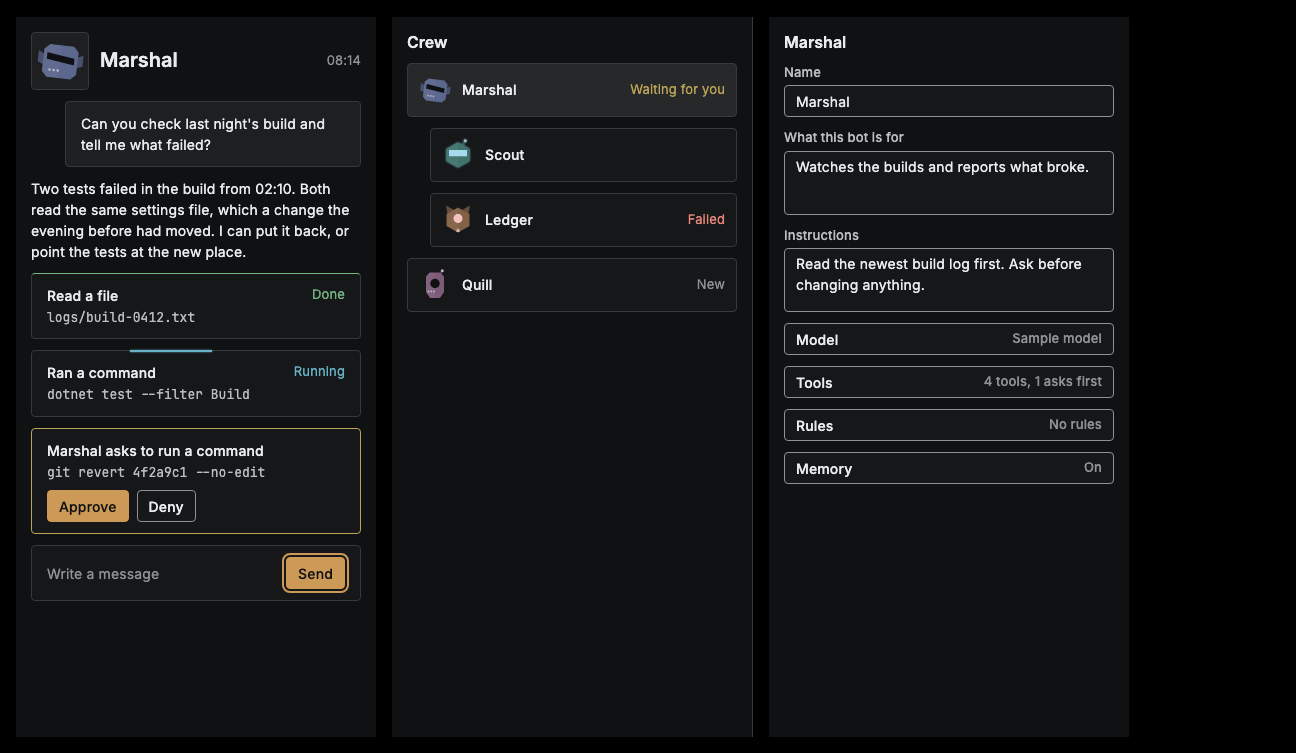 Marshal
08:14
Can you check last night's build and
tell me what failed?
Two tests failed in the build from 02:10. Both
read the same settings file, which a change the
evening before had moved. I can put it back, or
point the tests at the new place.
Read a file
Done
logs/build-0412.txt
Ran a command
Running
dotnet test --filter Build
Marshal asks to run a command
git revert 4f2a9c1 --no-edit
Approve
Deny
Write a message
Send
Crew
Marshal
Waiting for you
Scout
Ledger
Failed
Quill
New
Marshal
Name
Marshal
What this bot is for
Watches the builds and reports what broke.
Instructions
Read the newest build log first. Ask before
changing anything.
Model
Sample model
Tools
4 tools, 1 asks first
Rules
No rules
Memory
On